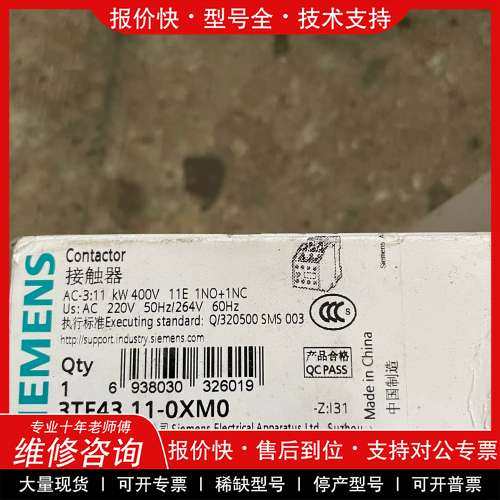 报价快·型号全·技术支持
SIEMENS
Contactor
接触器
AC-3:11 kW 400V 11E 1NO+1NC
Us: AC 220V 50Hz/264V 60Hz
执行标准Executing standard: Q/320500 SMS 003
http://support.industry.siemens.com
Qty
1 6 938030 326019
3TF43 11-0XM0
-Z:I31
产品合格
QC PASS
CCC
Made in China
中国制造
司 Siemens Electrical Apparatus Ltd., Suzhou
专业十年老师傅
维修咨询
报价快·售后到位·支持对公专票
大量现货 | 可开专票 | 稀缺型号 | 停产型号 | 可开普票